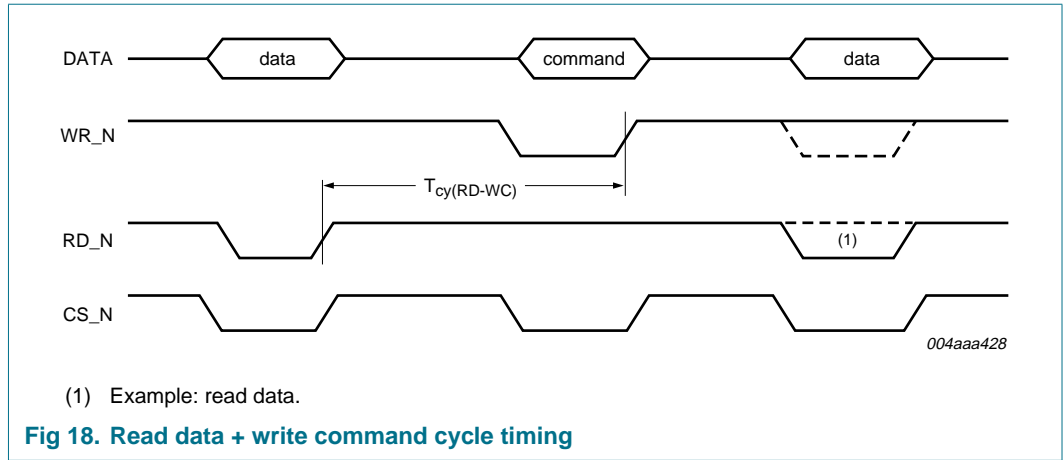 DATA data command data
WR_N
T_cy(RD-WC)
RD_N (1)
CS_N
004aaa428
(1) Example: read data.
Fig 18. Read data + write command cycle timing